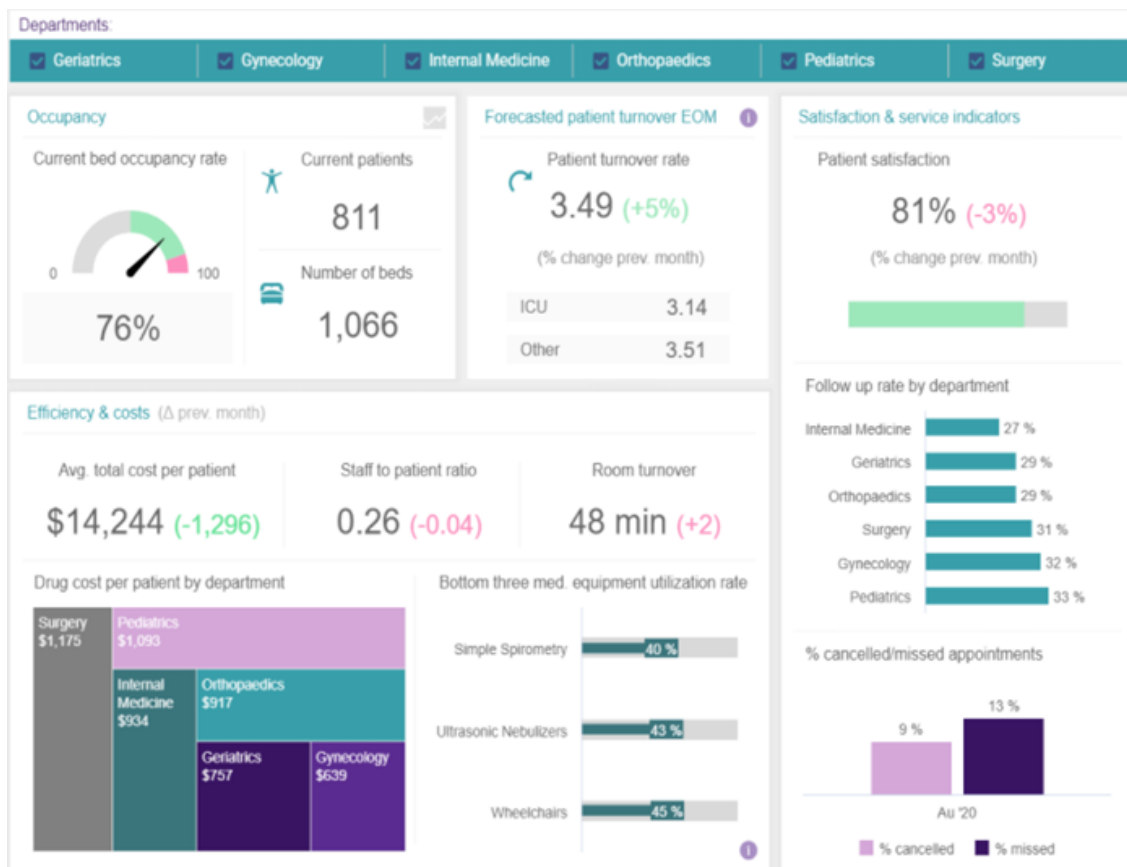 Departments:
Geriatrics
Gynecology
Internal Medicine
Orthopaedics
Pediatrics
Surgery
Occupancy
Current bed occupancy rate
0
100
76%
Current patients
811
Number of beds
1,066
Forecasted patient turnover EOM
i
Patient turnover rate
3.49 (+5%)
(% change prev. month)
ICU 3.14
Other 3.51
Satisfaction & service indicators
Patient satisfaction
81% (-3%)
(% change prev. month)
Follow up rate by department
Internal Medicine 27 %
Geriatrics 29 %
Orthopaedics 29 %
Surgery 31 %
Gynecology 32 %
Pediatrics 33 %
% cancelled/missed appointments
9 %
13 %
Au '20
% cancelled
% missed
Efficiency & costs (Δ prev. month)
Avg. total cost per patient
$14,244 (-1,296)
Staff to patient ratio
0.26 (-0.04)
Room turnover
48 min (+2)
Drug cost per patient by department
Surgery
$1,175
Pediatrics
$1,093
Internal
Medicine
$934
Orthopaedics
$917
Geriatrics
$757
Gynecology
$639
Bottom three med. equipment utilization rate
Simple Spirometry 40 %
Ultrasonic Nebulizers 43 %
Wheelchairs 45 %
i